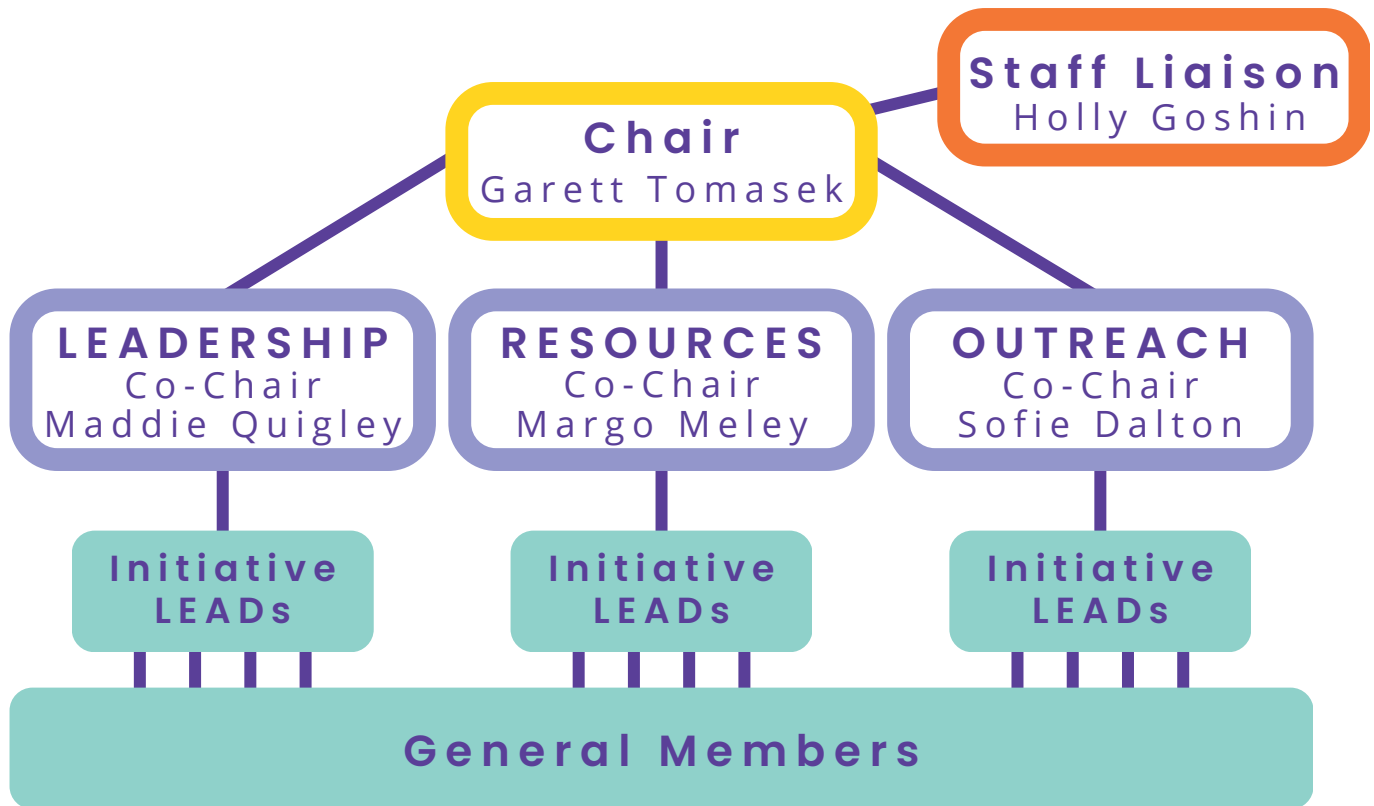 Staff Liaison
Holly Goshin
Chair
Garett Tomasek
LEADERSHIP
Co-Chair
Maddie Quigley
RESOURCES
Co-Chair
Margo Meley
OUTREACH
Co-Chair
Sofie Dalton
Initiative
LEADs
Initiative
LEADs
Initiative
LEADs
General Members